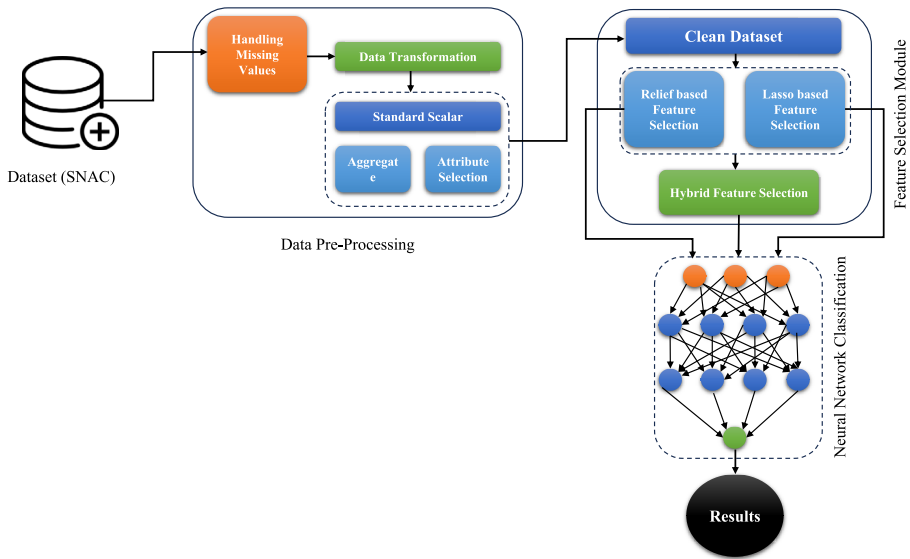 Handling
Missing
Values
Data Transformation
Standard Scalar
Aggregat
e
Attribute
Selection
Dataset (SNAC)
Data Pre-Processing
Clean Dataset
Relief based
Feature
Selection
Lasso based
Feature
Selection
Hybrid Feature Selection
Feature Selection Module
Neural Network Classification
Results